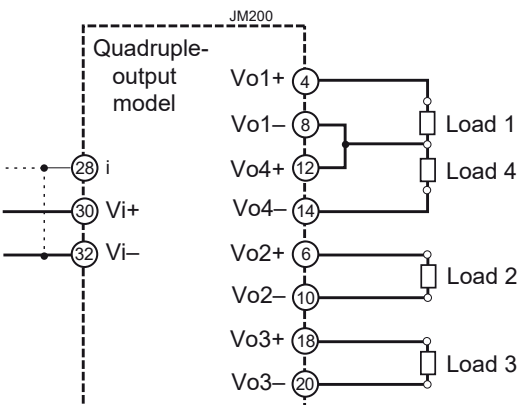 JM200
Quadruple-
output
model
Vo1+ 4
Vo1– 8
Load 1
28 i
Vo4+ 12
Load 4
30 Vi+
Vo4– 14
32 Vi–
Vo2+ 6
Load 2
Vo2– 10
Vo3+ 18
Load 3
Vo3– 20